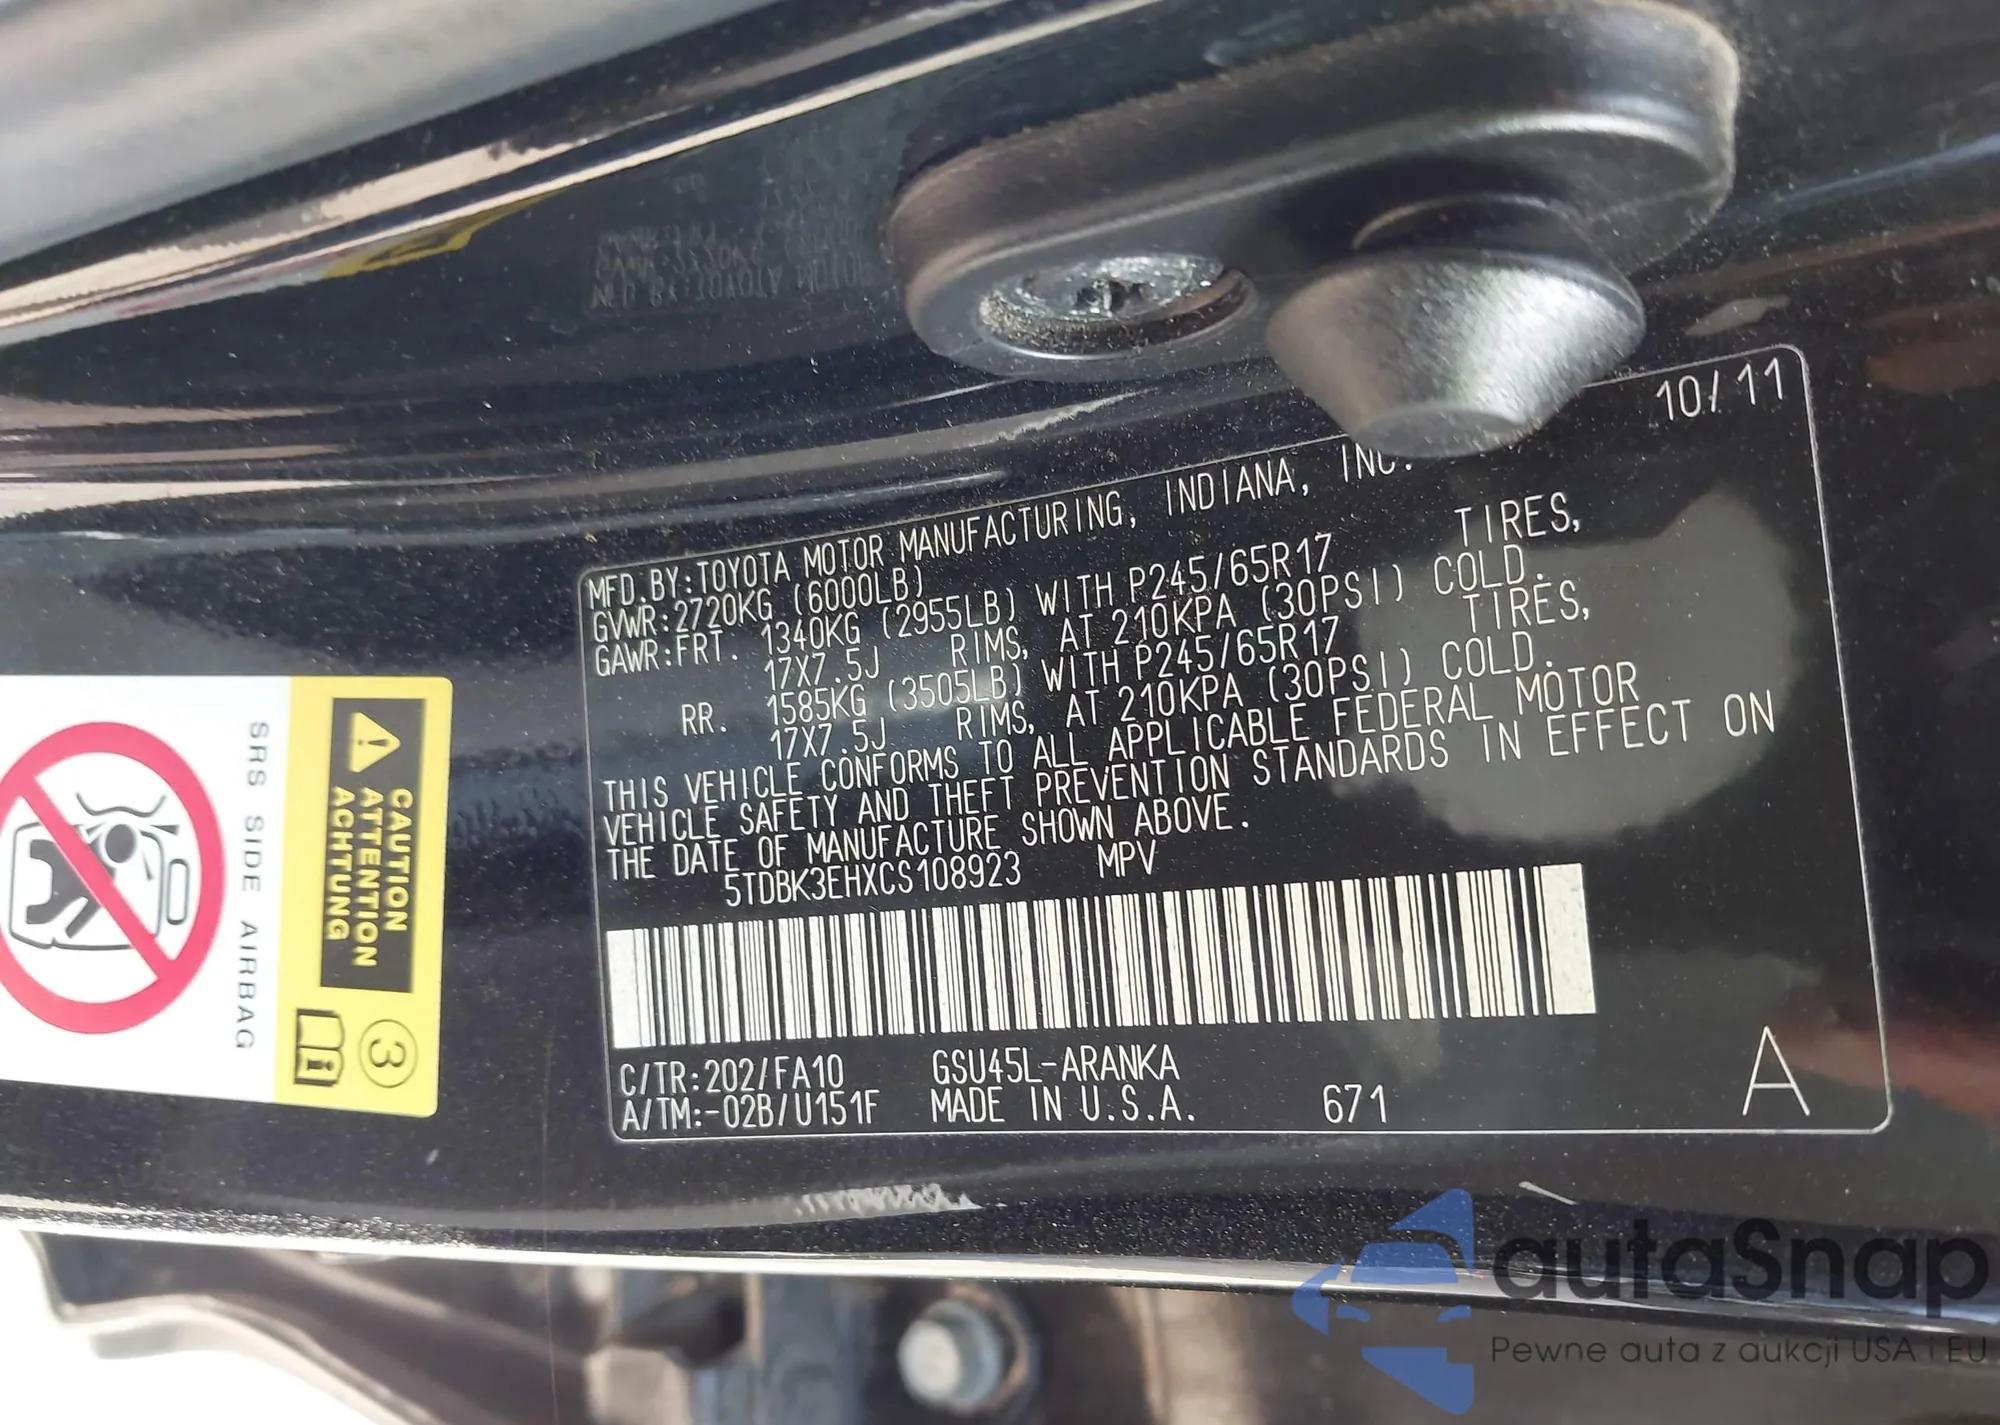 10/11
MFD.BY:TOYOTA MOTOR MANUFACTURING, INDIANA, INC.
GVWR:2720KG (6000LB)
GAWR:FRT. 1340KG (2955LB) WITH P245/65R17 TIRES,
17X7.5J RIMS, AT 210KPA (30PSI) COLD.
RR. 1585KG (3505LB) WITH P245/65R17 TIRES,
17X7.5J RIMS, AT 210KPA (30PSI) COLD.
THIS VEHICLE CONFORMS TO ALL APPLICABLE FEDERAL MOTOR
VEHICLE SAFETY AND THEFT PREVENTION STANDARDS IN EFFECT ON
THE DATE OF MANUFACTURE SHOWN ABOVE.
5TDBK3EHXCS108923 MPV
C/TR:202/FA10 GSU45L-ARANKA
A/TM:-02B/U151F MADE IN U.S.A. 671
A
CAUTION
ATTENTION
ACHTUNG
3
i
SRS SIDE AIRBAG
autaSnap
Pewne auta z aukcji USA i EU